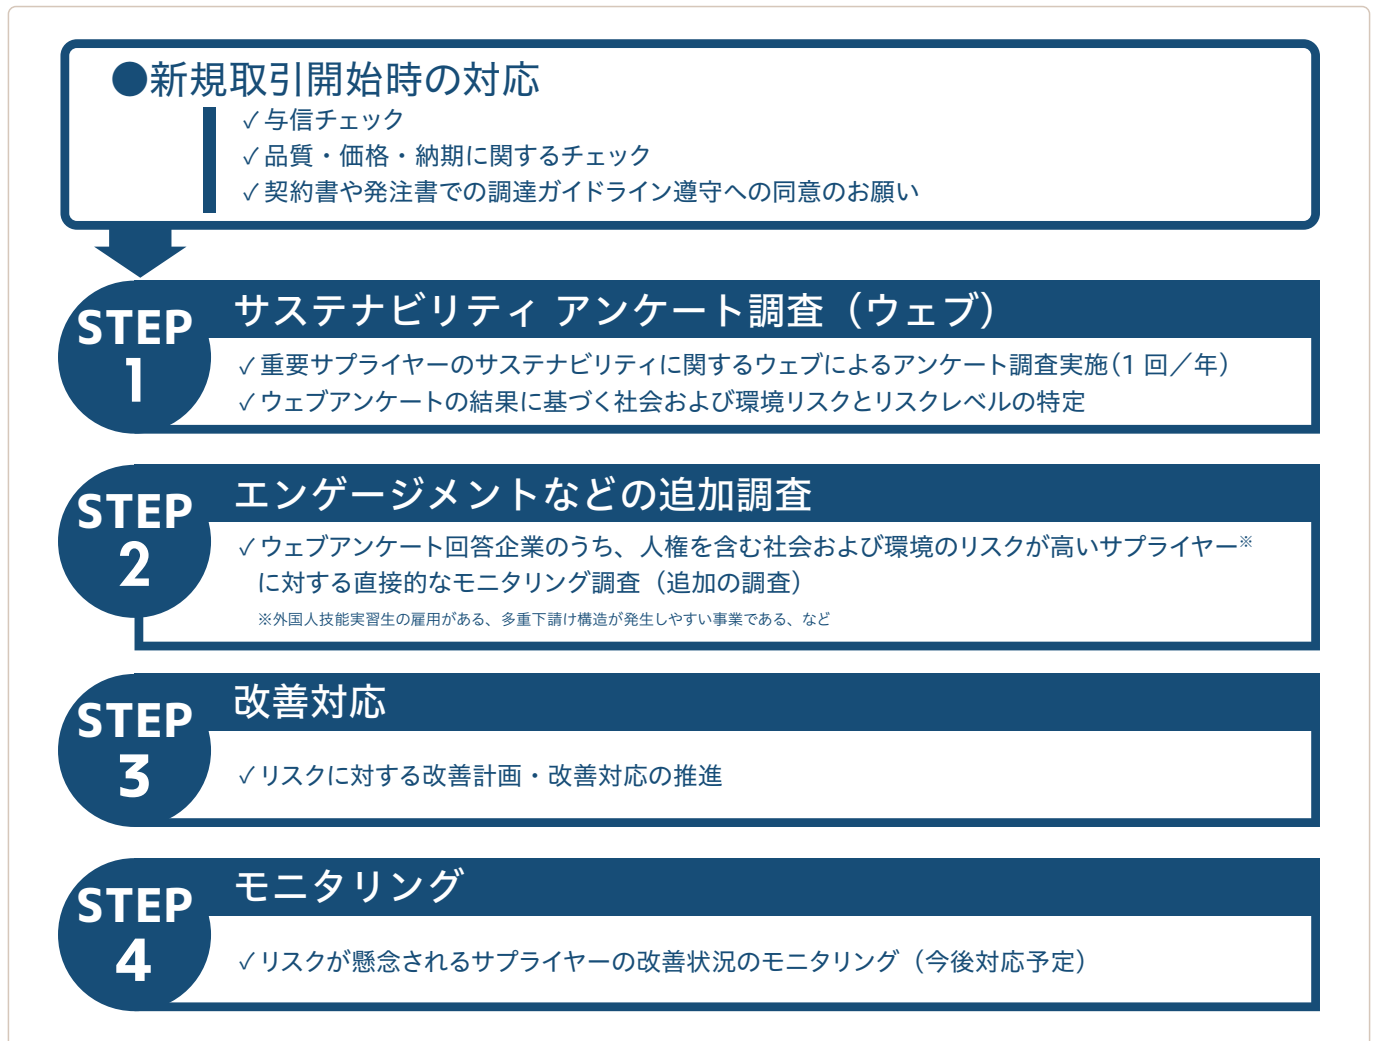 ●新規取引開始時の対応
✓与信チェック
✓品質・価格・納期に関するチェック
✓契約書や発注書での調達ガイドライン遵守への同意のお願い
STEP
1
サステナビリティ アンケート調査（ウェブ）
✓重要サプライヤーのサステナビリティに関するウェブによるアンケート調査実施（1 回／年）
✓ウェブアンケートの結果に基づく社会および環境リスクとリスクレベルの特定
STEP
2
エンゲージメントなどの追加調査
✓ウェブアンケート回答企業のうち、人権を含む社会および環境のリスクが高いサプライヤー※
に対する直接的なモニタリング調査（追加の調査）
※外国人技能実習生の雇用がある、多重下請け構造が発生しやすい事業である、など
STEP
3
改善対応
✓リスクに対する改善計画・改善対応の推進
STEP
4
モニタリング
✓リスクが懸念されるサプライヤーの改善状況のモニタリング（今後対応予定）